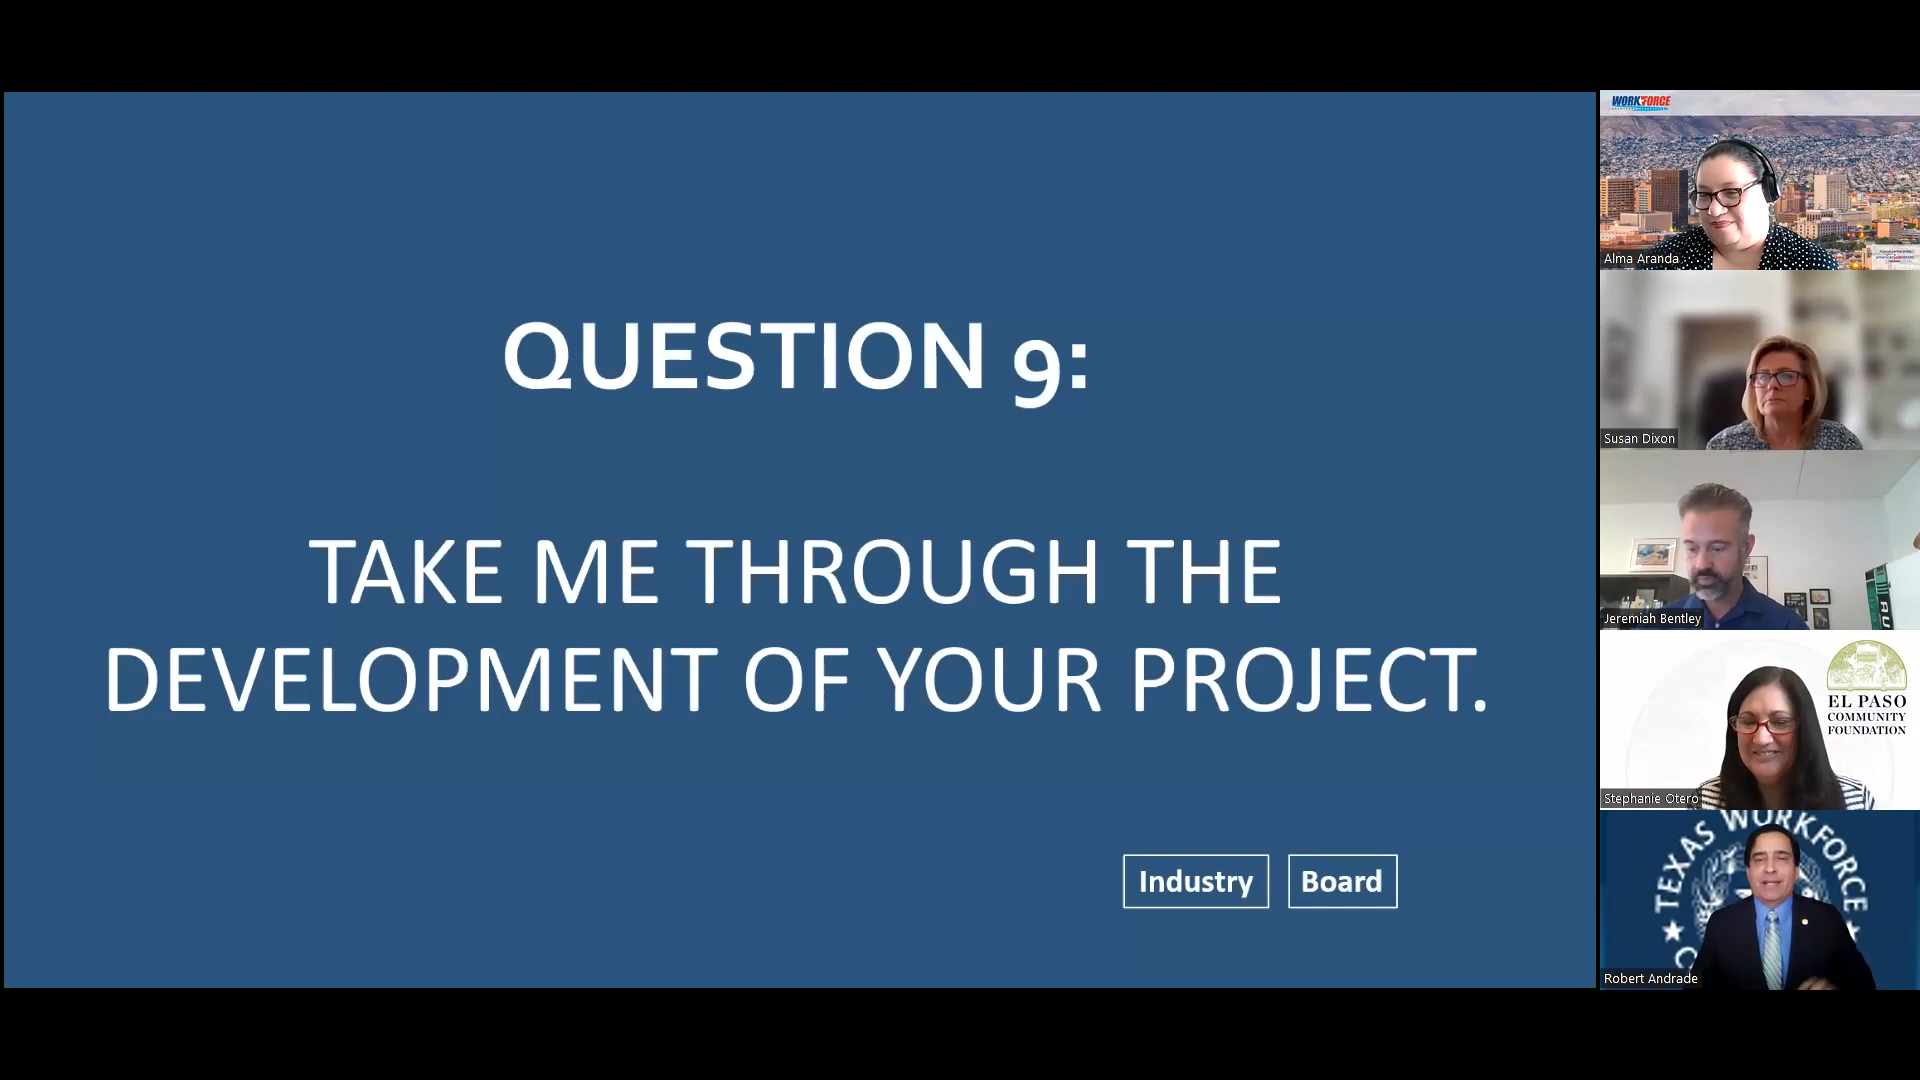 QUESTION 9:
TAKE ME THROUGH THE
DEVELOPMENT OF YOUR PROJECT.
Industry
Board
WORKFORCE
Alma Aranda
Susan Dixon
Jeremiah Bentley
EL PASO
COMMUNITY
FOUNDATION
Stephanie Otero
TEXAS WORKFORCE
Robert Andrade